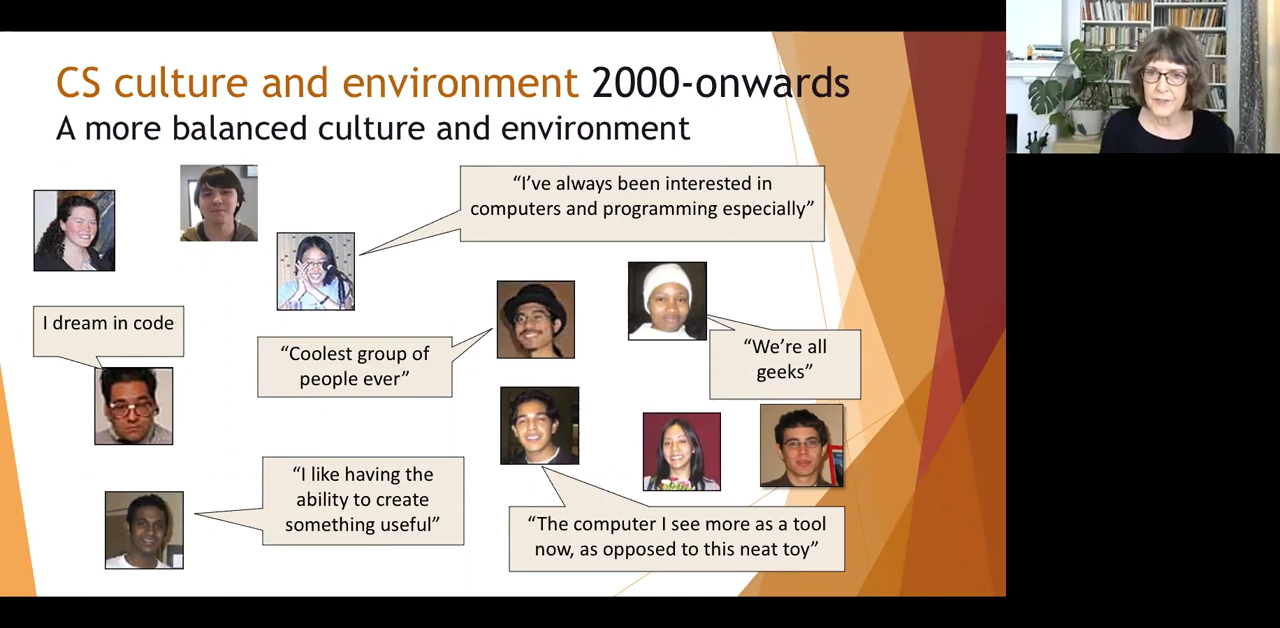 CS culture and environment 2000-onwards
A more balanced culture and environment
“I’ve always been interested in
computers and programming especially”
I dream in code
“Coolest group of
people ever”
“We’re all
geeks”
“I like having the
ability to create
something useful”
“The computer I see more as a tool
now, as opposed to this neat toy”